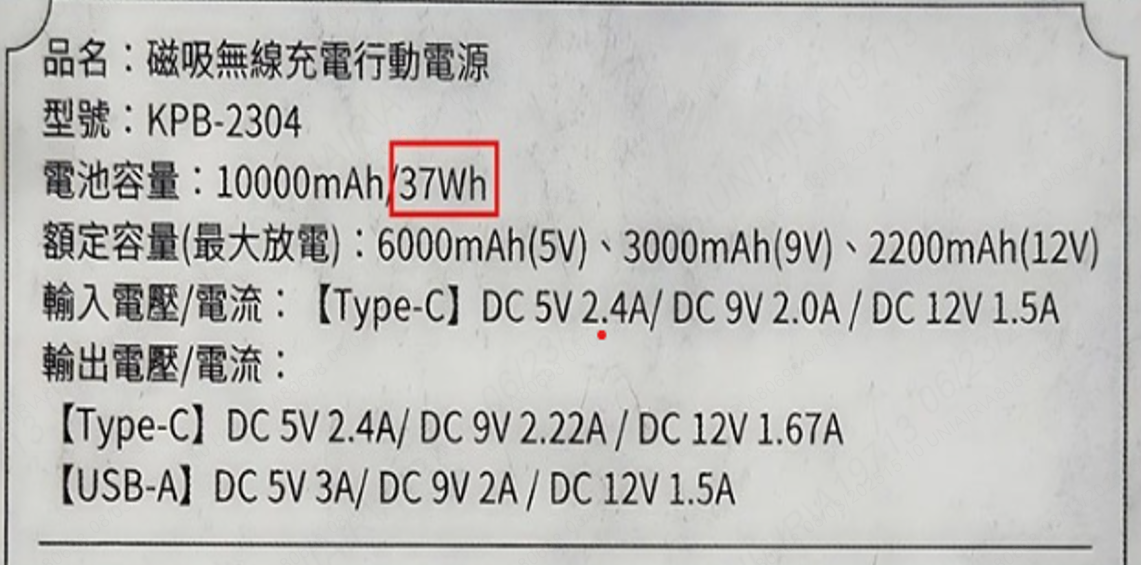 品名：磁吸無線充電行動電源
型號：KPB-2304
電池容量：10000mAh/37Wh
額定容量(最大放電)：6000mAh(5V)、3000mAh(9V)、2200mAh(12V)
輸入電壓/電流：【Type-C】DC 5V 2.4A/ DC 9V 2.0A / DC 12V 1.5A
輸出電壓/電流：
【Type-C】DC 5V 2.4A/ DC 9V 2.22A / DC 12V 1.67A
【USB-A】DC 5V 3A/ DC 9V 2A / DC 12V 1.5A